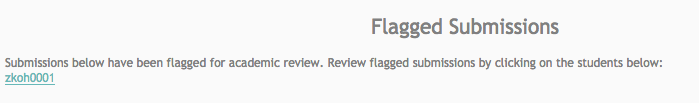 Flagged Submissions
Submissions below have been flagged for academic review. Review flagged submissions by clicking on the students below:
zkoh0001